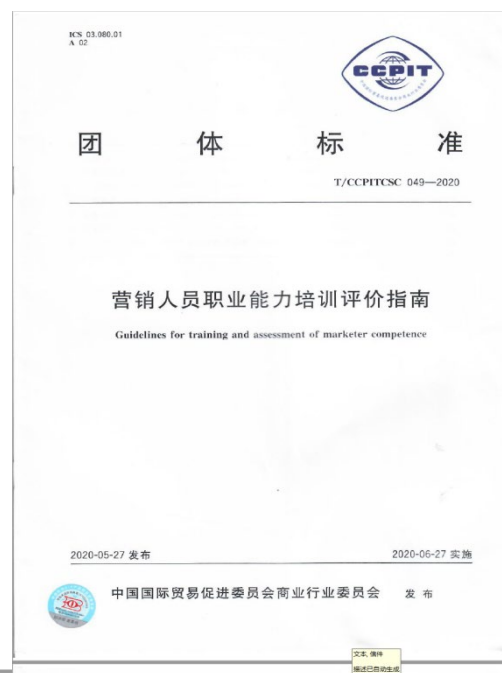 ICS 03.080.01
A 02
CCPIT
团体标准
T/CCPITCSC 049—2020
营销人员职业能力培训评价指南
Guidelines for training and assessment of marketer competence
2020-05-27 发布
2020-06-27 实施
中国国际贸易促进委员会商业行业委员会 发布
文本, 信件
描述已自动生成